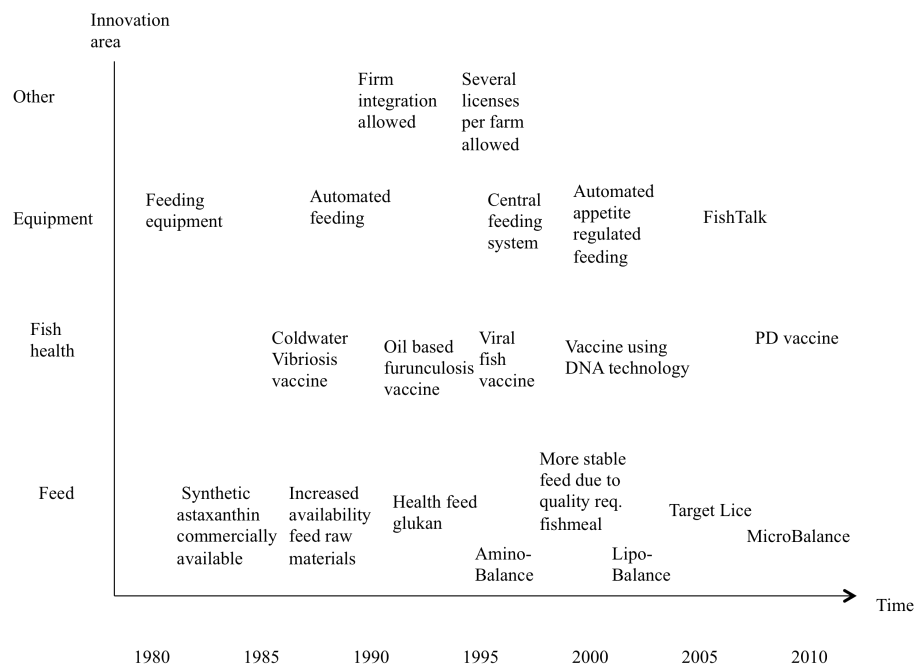 Innovation
area
Other
Firm
integration
allowed
Several
licenses
per farm
allowed
Equipment
Feeding
equipment
Automated
feeding
Central
feeding
system
Automated
appetite
regulated
feeding
FishTalk
Fish
health
Coldwater
Vibriosis
vaccine
Oil based
furunculosis
vaccine
Viral
fish
vaccine
Vaccine using
DNA technology
PD vaccine
Feed
Synthetic
astaxanthin
commercially
available
Increased
availability
feed raw
materials
Health feed
glukan
Amino-
Balance
More stable
feed due to
quality req.
fishmeal
Lipo-
Balance
Target Lice
MicroBalance
Time
1980 1985 1990 1995 2000 2005 2010